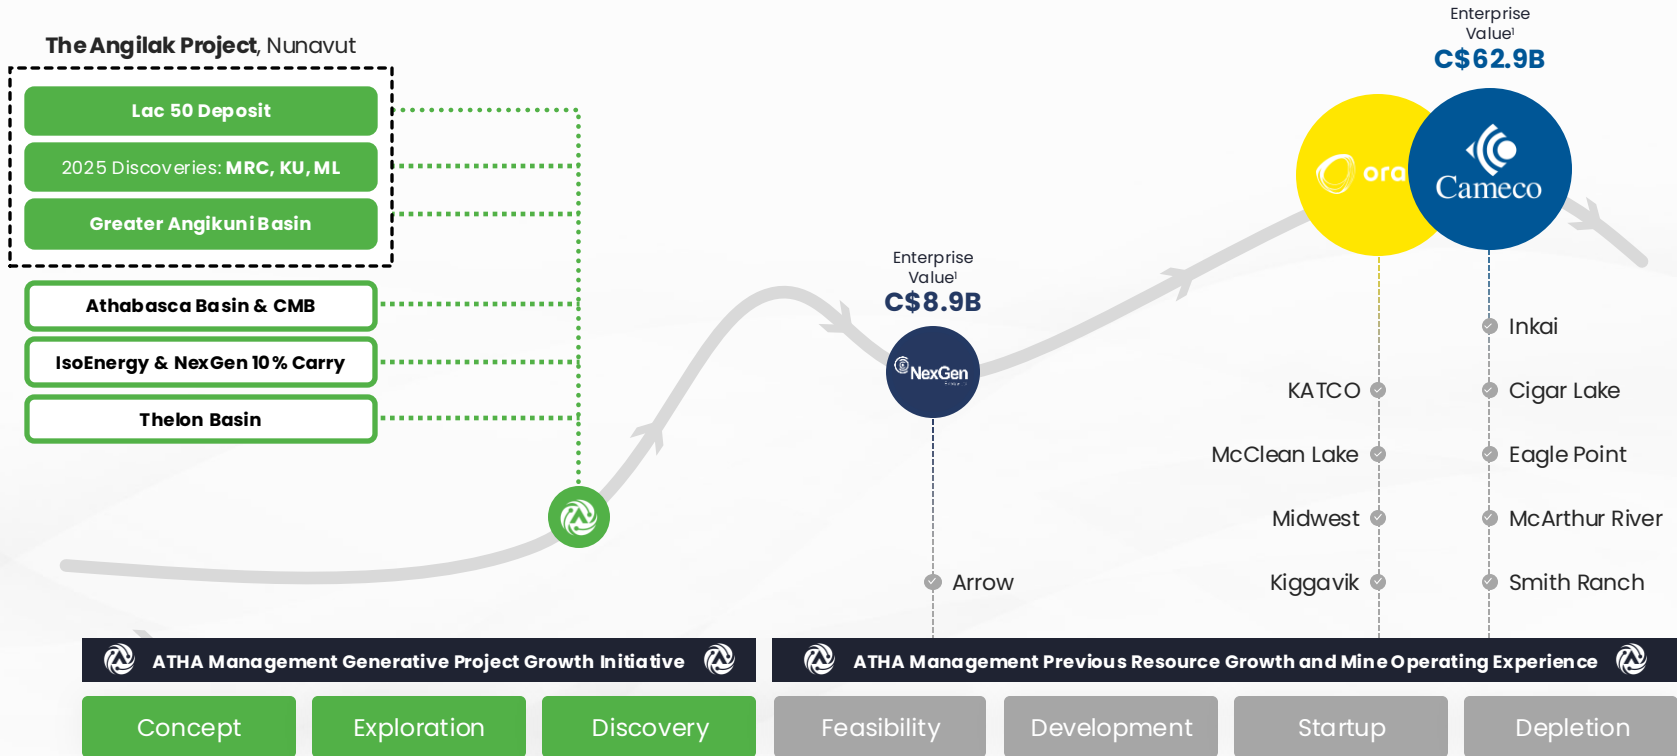 The Angilak Project, Nunavut
Lac 50 Deposit
2025 Discoveries: MRC, KU, ML
Greater Angikuni Basin
Athabasca Basin & CMB
IsoEnergy & NexGen 10% Carry
Thelon Basin
Enterprise
Value¹
C$8.9B
NexGen
Arrow
Enterprise
Value¹
C$62.9B
ora
Cameco
KATCO
McClean Lake
Midwest
Kiggavik
Inkai
Cigar Lake
Eagle Point
McArthur River
Smith Ranch
ATHA Management Generative Project Growth Initiative
ATHA Management Previous Resource Growth and Mine Operating Experience
Concept
Exploration
Discovery
Feasibility
Development
Startup
Depletion